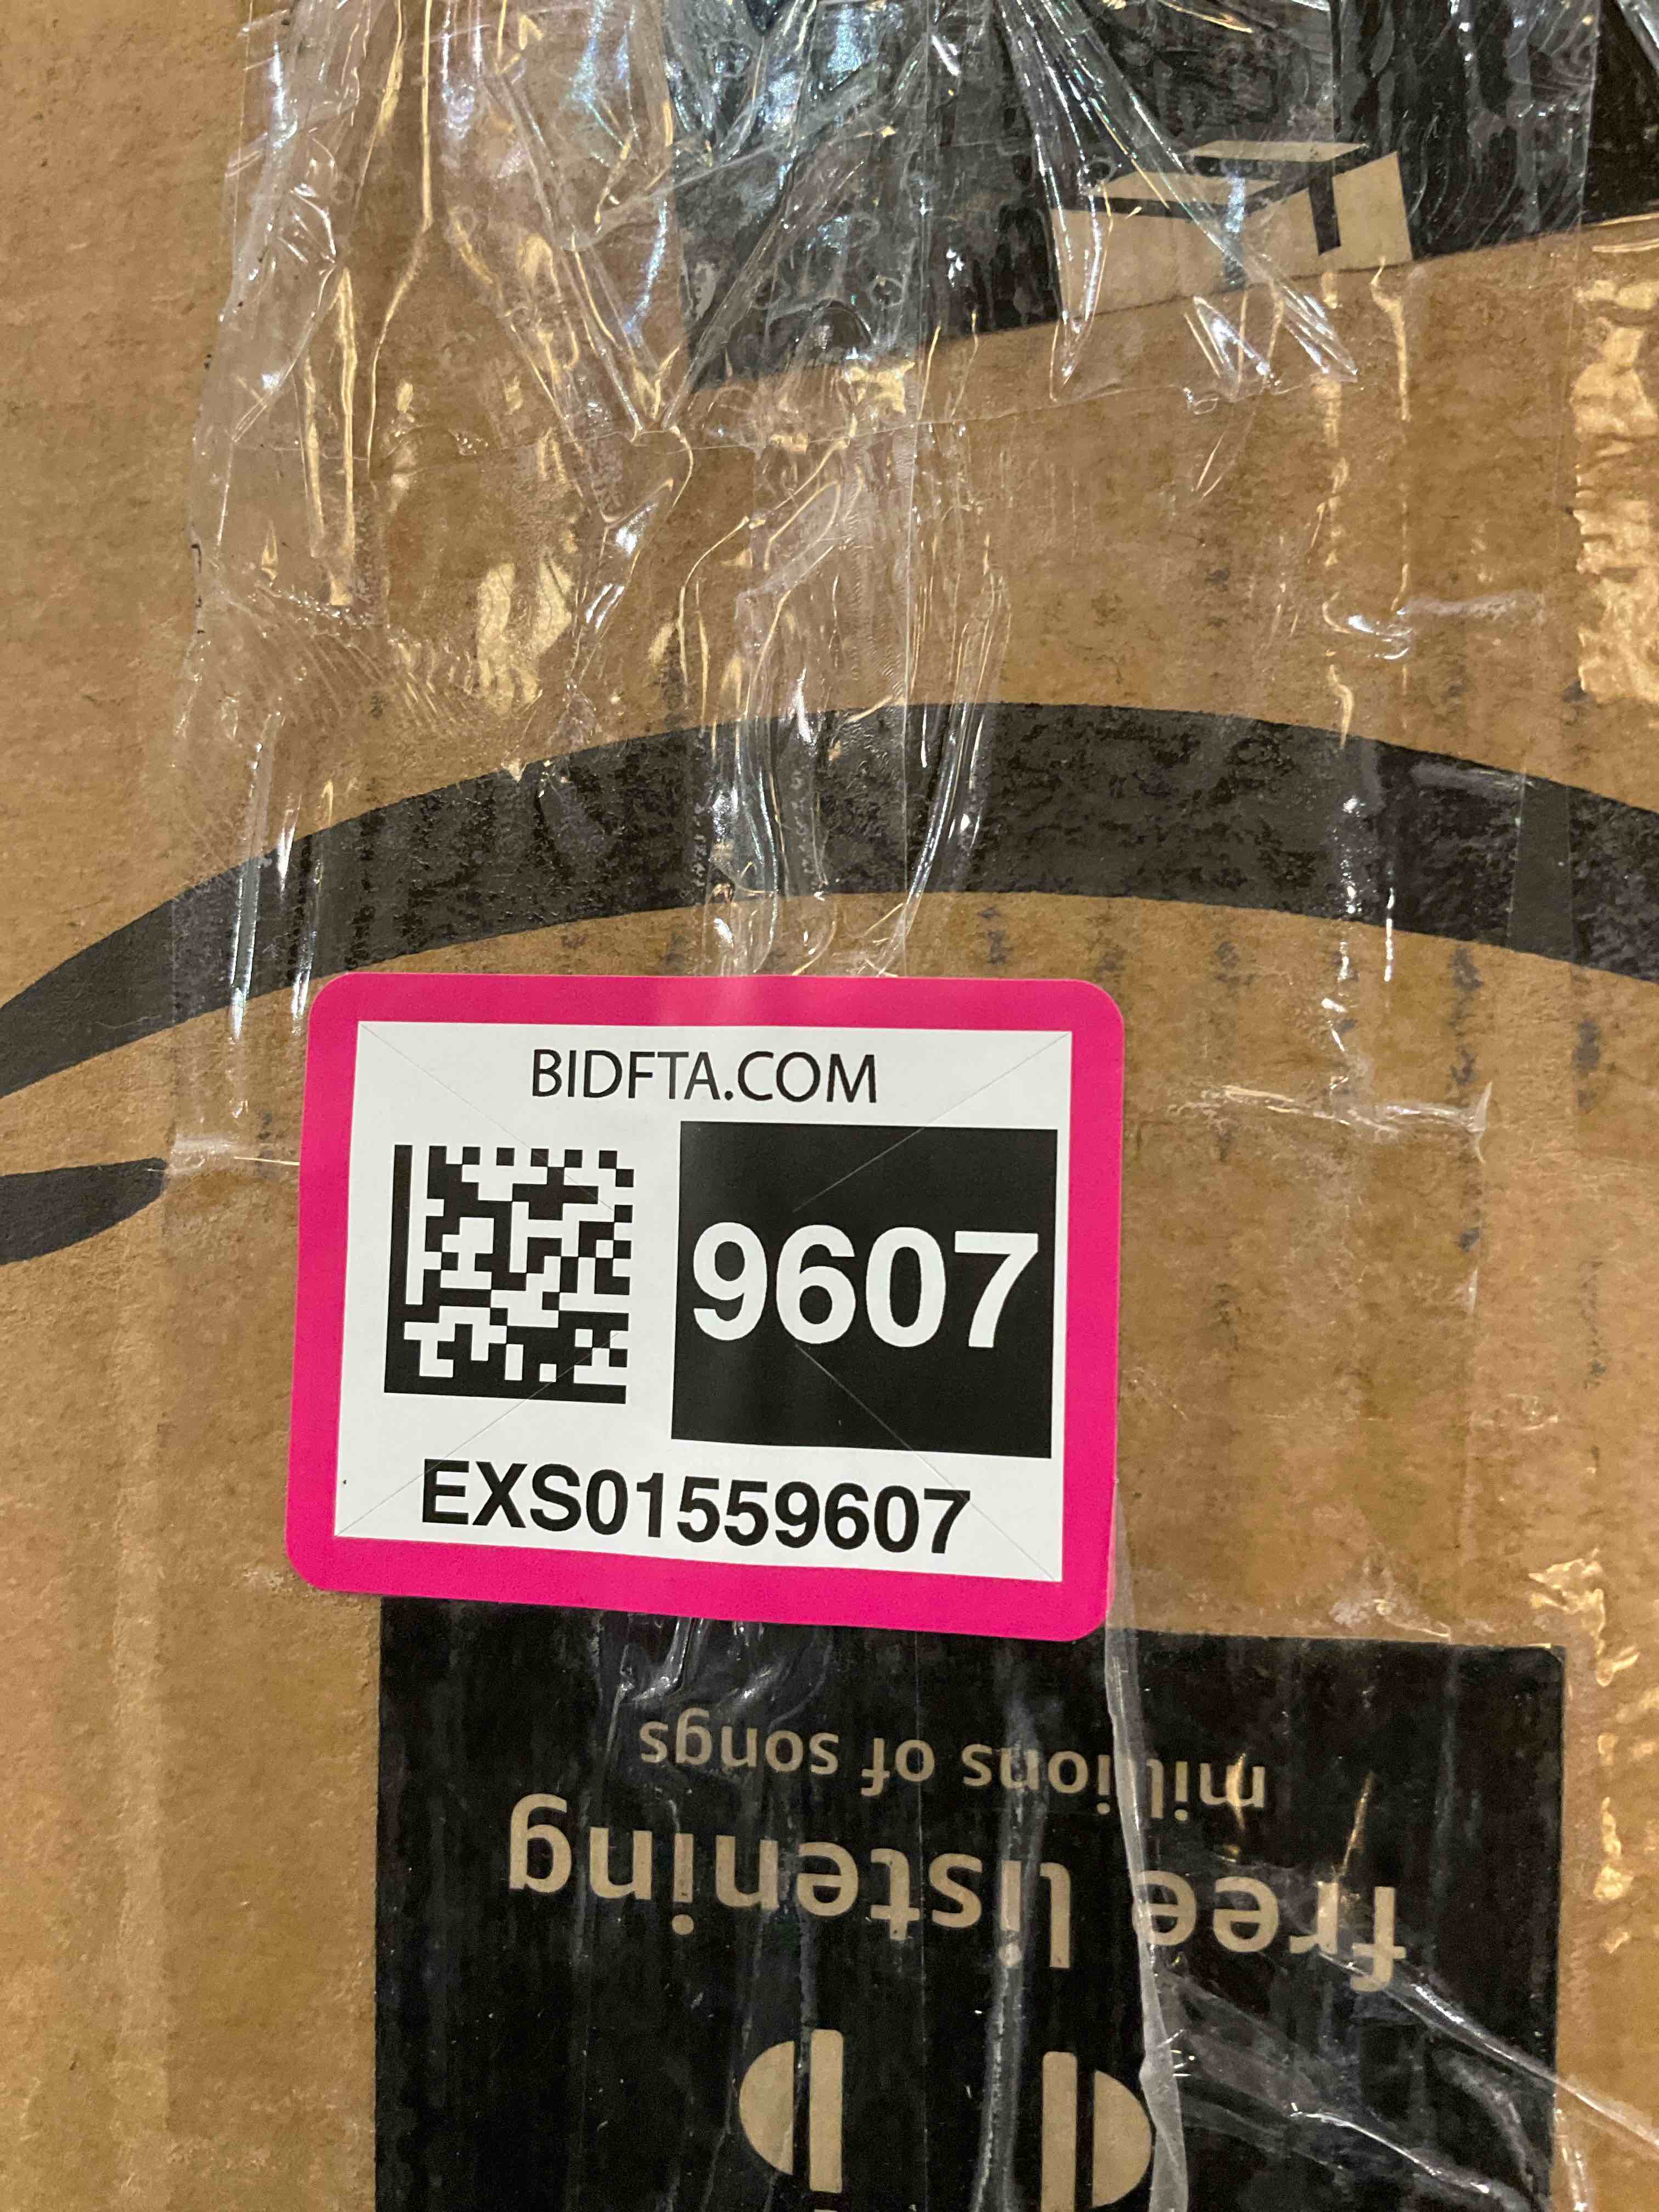 BIDFTA.COM
9607
EXS01559607
free listening
millions of songs